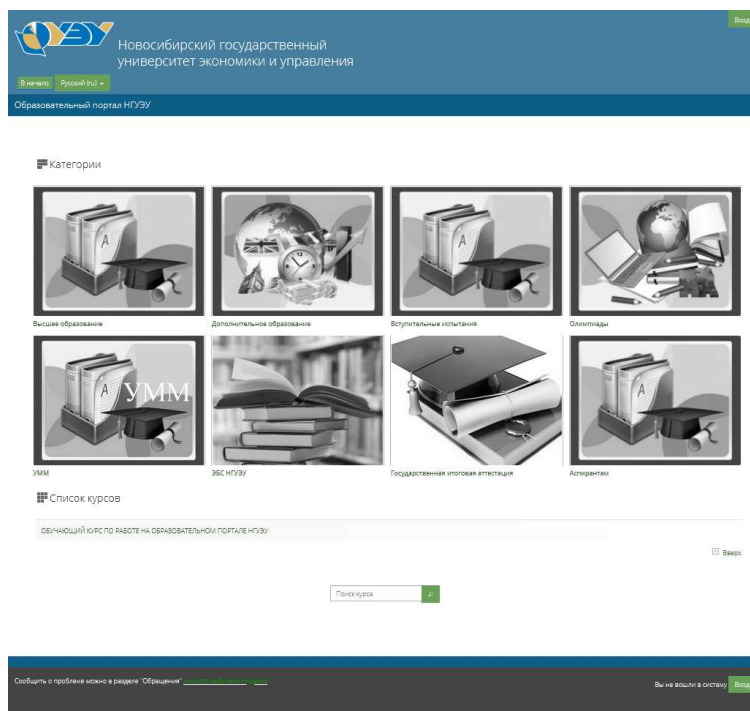 Вход
Новосибирский государственный
университет экономики и управления
В начало Русский (ru)
Образовательный портал НГУЭУ
Категории
Высшее образование Дополнительное образование Вступительные испытания Олимпиады
А УММ
УММ ЭБС НГУЭУ Государственная итоговая аттестация Аспирантам
Список курсов
ОБУЧАЮЩИЙ КУРС ПО РАБОТЕ НА ОБРАЗОВАТЕЛЬНОМ ПОРТАЛЕ НГУЭУ
Вверх
Поиск курса
Сообщить о проблеме можно в разделе "Обращения"
Вы не вошли в систему Вход